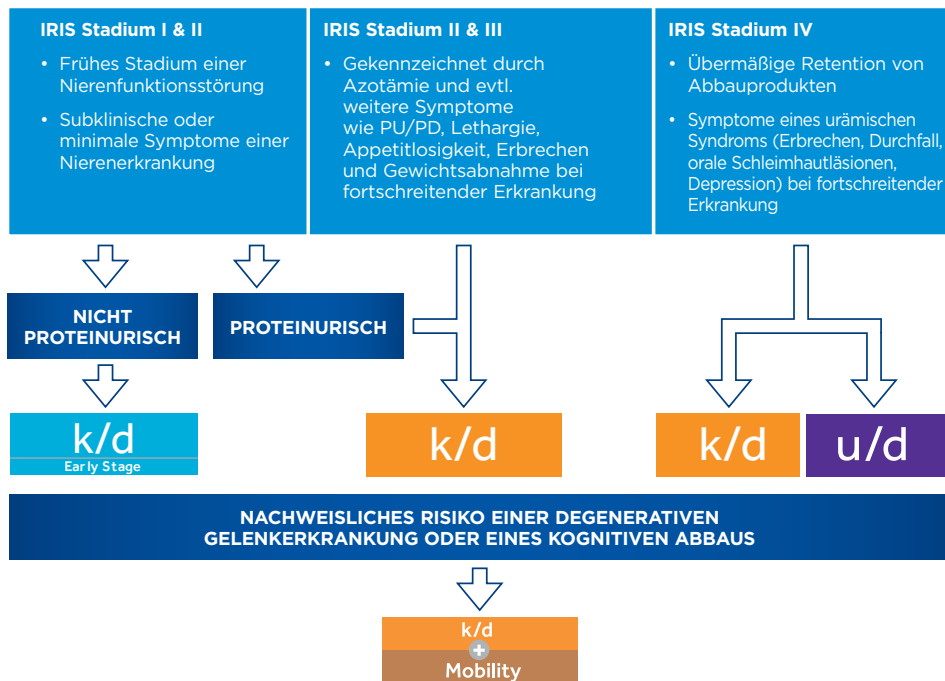 IRIS Stadium I & II
• Frühes Stadium einer
Nierenfunktionsstörung
• Subklinische oder
minimale Symptome einer
Nierenerkrankung
IRIS Stadium II & III
• Gekennzeichnet durch
Azotämie und evtl.
weitere Symptome
wie PU/PD, Lethargie,
Appetitlosigkeit, Erbrechen
und Gewichtsabnahme bei
fortschreitender Erkrankung
IRIS Stadium IV
• Übermäßige Retention von
Abbauprodukten
• Symptome eines urämischen
Syndroms (Erbrechen, Durchfall,
orale Schleimhautläsionen,
Depression) bei fortschreitender
Erkrankung
NICHT
PROTEINURISCH
PROTEINURISCH
k/d
Early Stage
k/d
k/d
u/d
NACHWEISLICHES RISIKO EINER DEGENERATIVEN
GELENKERKRANKUNG ODER EINES KOGNITIVEN ABBAUS
k/d
+
Mobility